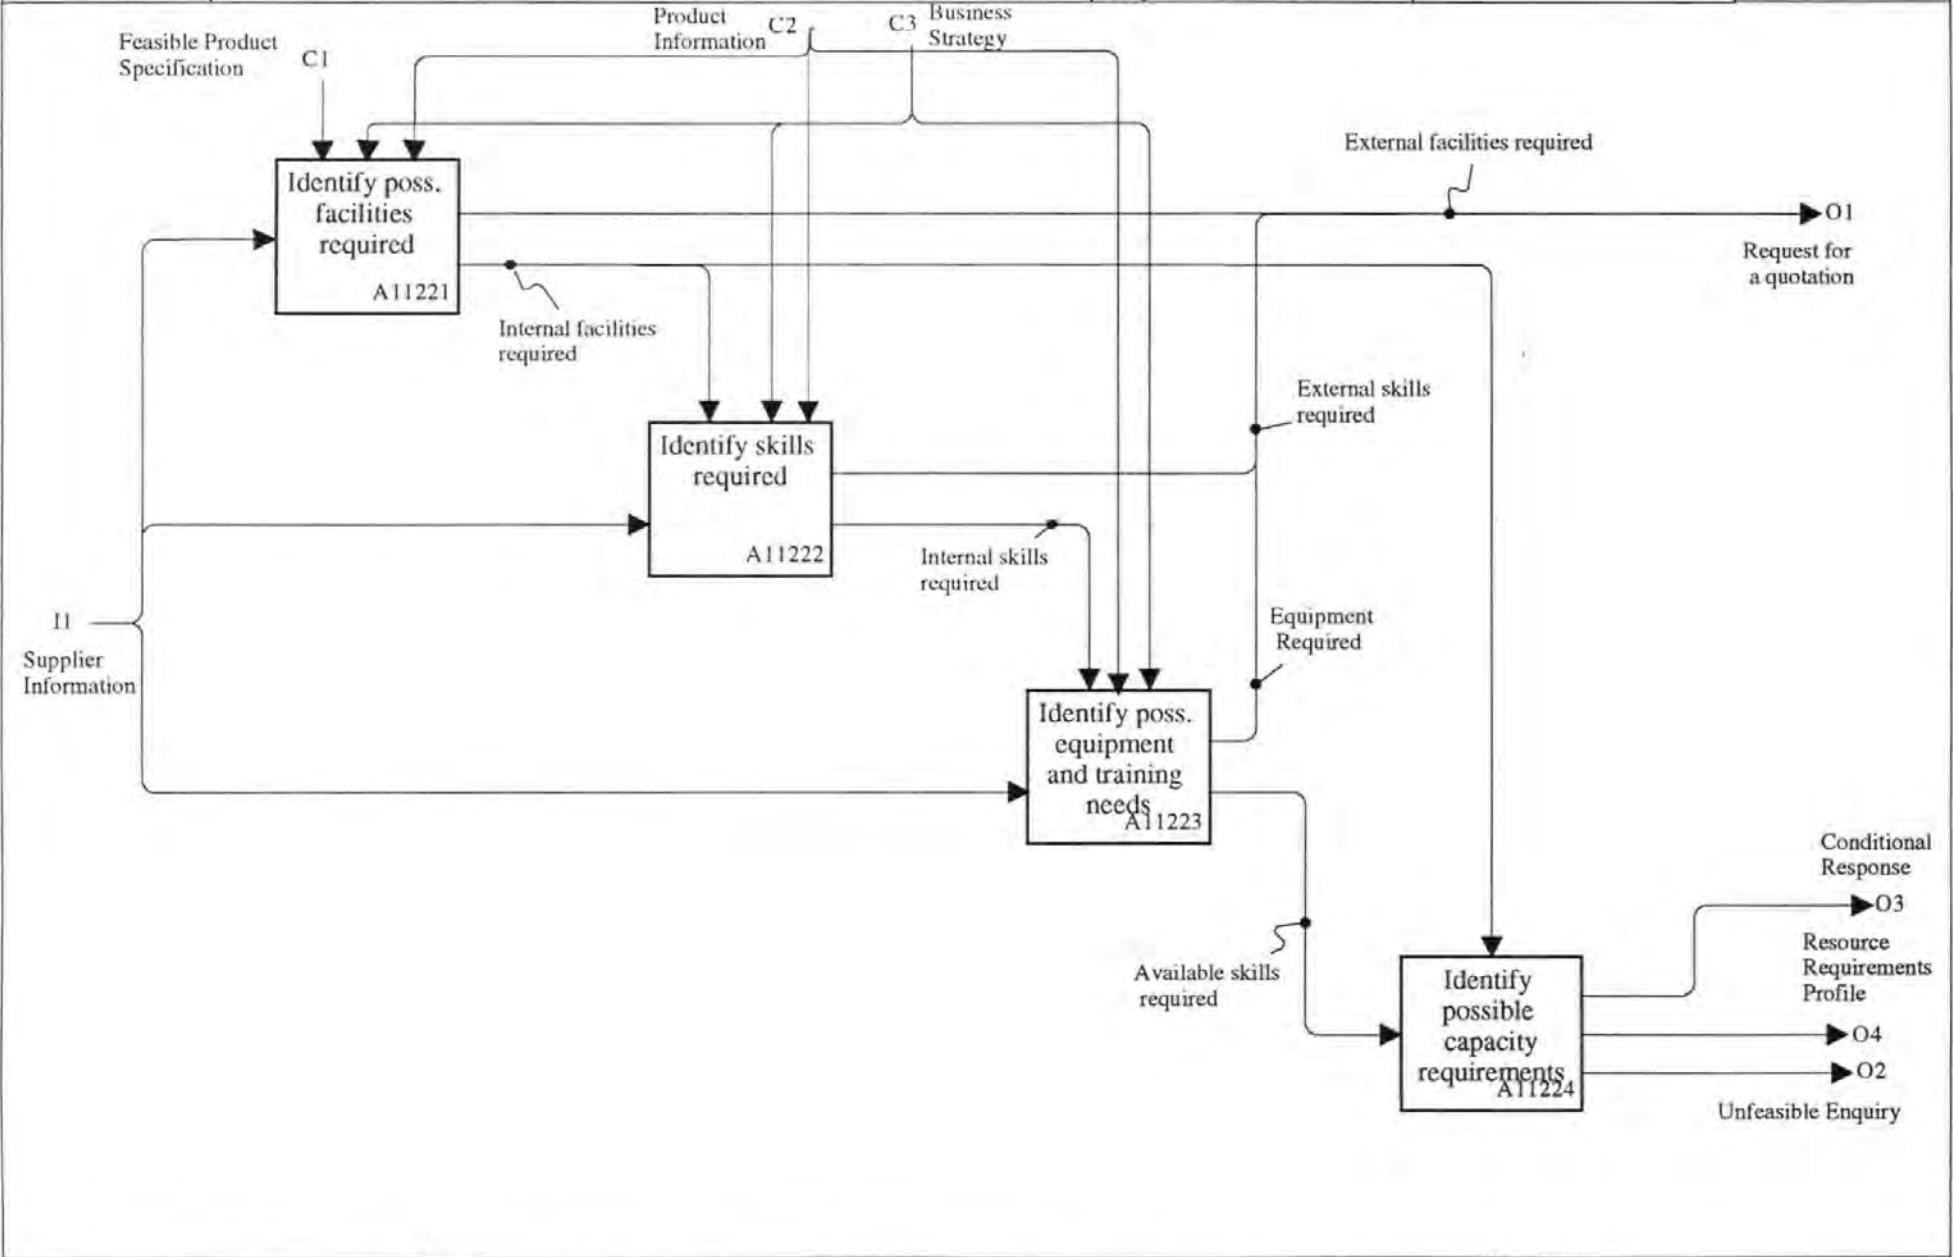 Feasible Product
Specification
C1
Product
Information
C2
C3
Business
Strategy
External facilities required
Identify poss.
facilities
required
A11221
O1
Request for
a quotation
Internal facilities
required
External skills
required
Identify skills
required
A11222
Internal skills
required
I1
Supplier
Information
Equipment
Required
Identify poss.
equipment
and training
needs
A11223
Conditional
Response
O3
Resource
Requirements
Profile
Available skills
required
Identify
possible
capacity
requirements
A11224
O4
O2
Unfeasible Enquiry